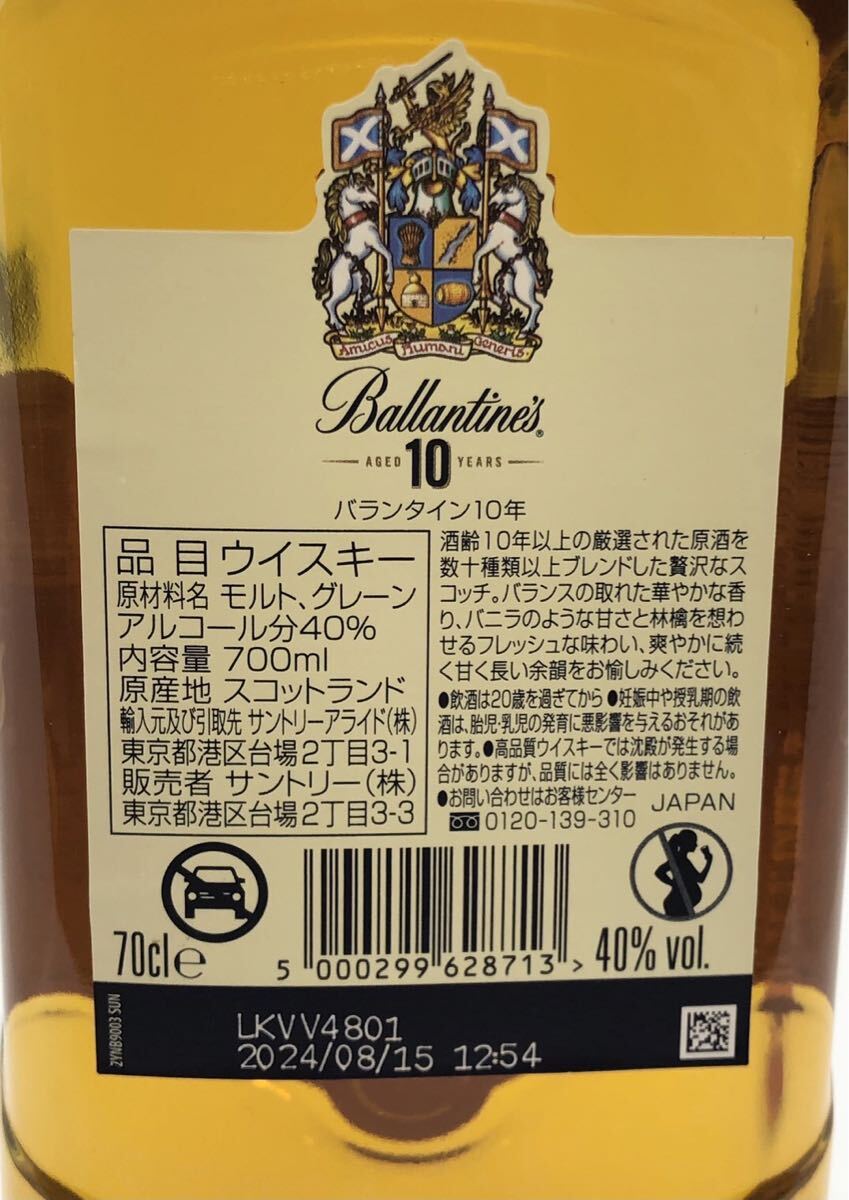 Amicus Humani Generis
Ballantine's
AGED 10 YEARS
バランタイン10年
品目 ウイスキー
原材料名 モルト、グレーン
アルコール分40%
内容量 700ml
原産地 スコットランド
輸入元及び引取先 サントリーアライド(株)
東京都港区台場2丁目3-1
販売者 サントリー(株)
東京都港区台場2丁目3-3
酒齢10年以上の厳選された原酒を
数十種類以上ブレンドした贅沢なス
コッチ。バランスの取れた華やかな香
り、バニラのような甘さと林檎を想わ
せるフレッシュな味わい、爽やかに続
く甘く長い余韻をお愉しみください。
●飲酒は20歳を過ぎてから ●妊娠中や授乳期の飲
酒は、胎児・乳児の発育に悪影響を与えるおそれがあ
ります。●高品質ウイスキーでは沈殿が発生する場
合がありますが、品質には全く影響はありません。
●お問い合わせはお客様センター
0120-139-310
JAPAN
70cl e
5 000299 628713 >
40% vol.
2YNB9003 SUN
LKVV4801
2024/08/15 12:54